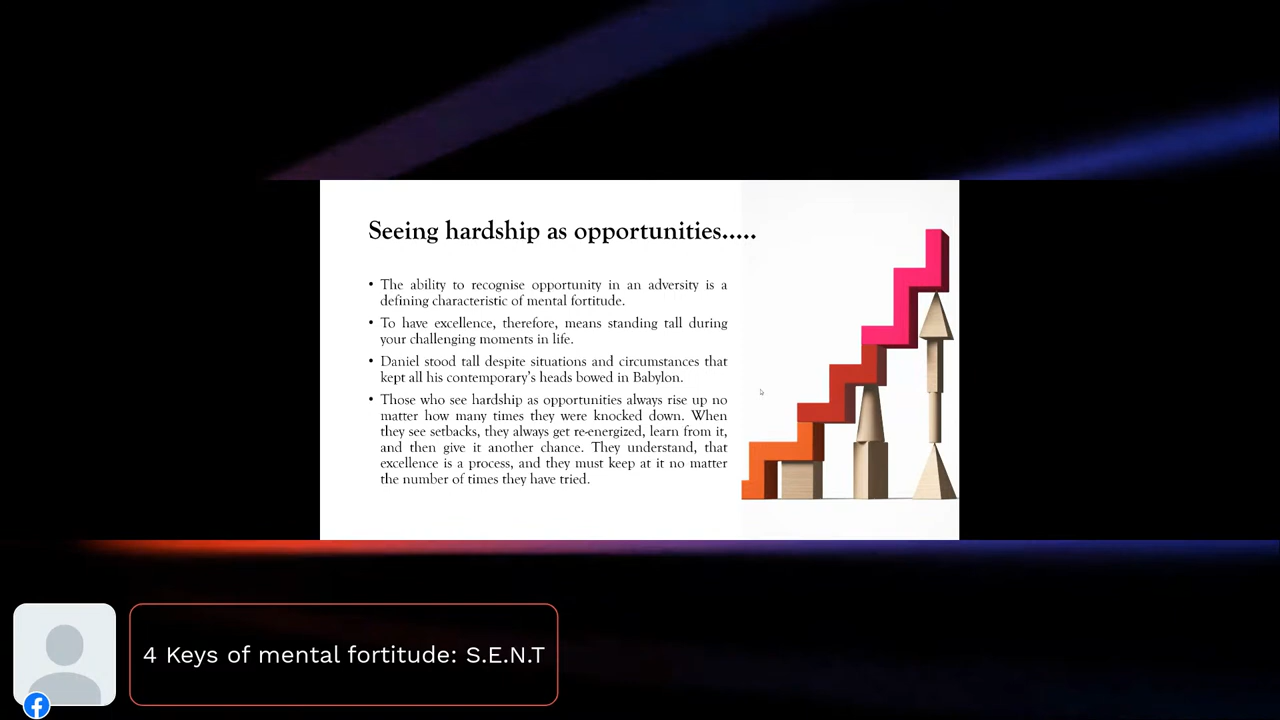 Seeing hardship as opportunities.....
• The ability to recognise opportunity in an adversity is a
defining characteristic of mental fortitude.
• To have excellence, therefore, means standing tall during
your challenging moments in life.
• Daniel stood tall despite situations and circumstances that
kept all his contemporary's heads bowed in Babylon.
• Those who see hardship as opportunities always rise up no
matter how many times they were knocked down. When
they see setbacks, they always get re-energized, learn from it,
and then give it another chance. They understand, that
excellence is a process, and they must keep at it no matter
the number of times they have tried.
4 Keys of mental fortitude: S.E.N.T